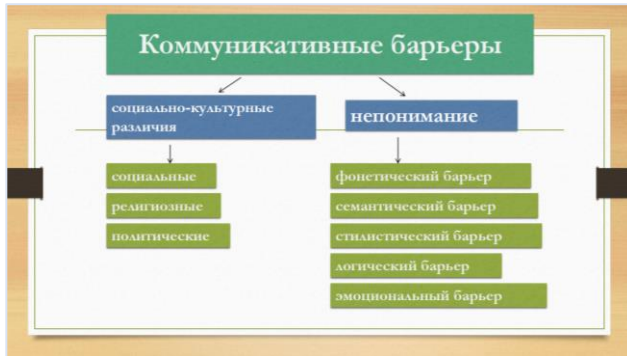 Коммуникативные барьеры
социально-культурные
различия
социальные
религиозные
политические
непонимание
фонетический барьер
семантический барьер
стилистический барьер
логический барьер
эмоциональный барьер